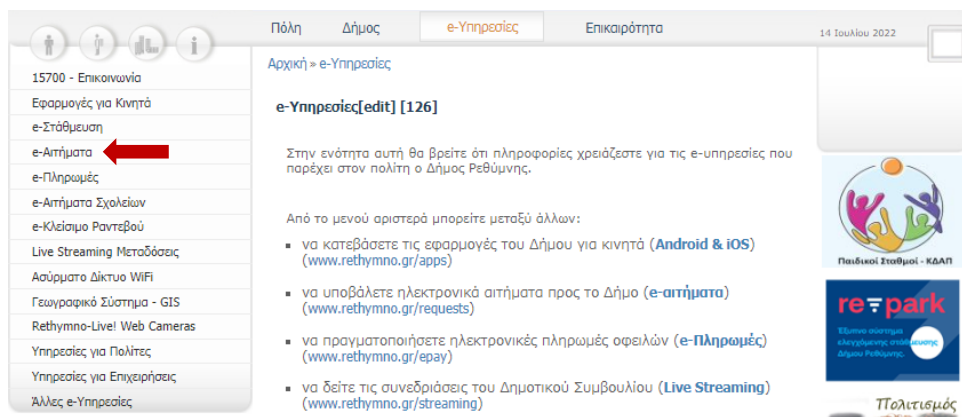 Πόλη Δήμος e-Υπηρεσίες Επικαιρότητα
14 Ιουλίου 2022
15700 - Επικοινωνία
Εφαρμογές για Κινητά
e-Στάθμευση
e-Αιτήματα
e-Πληρωμές
e-Αιτήματα Σχολείων
e-Κλείσιμο Ραντεβού
Live Streaming Μεταδόσεις
Ασύρματο Δίκτυο WiFi
Γεωγραφικό Σύστημα - GIS
Rethymno-Live! Web Cameras
Υπηρεσίες για Πολίτες
Υπηρεσίες για Επιχειρήσεις
Άλλες e-Υπηρεσίες
Αρχική » e-Υπηρεσίες
e-Υπηρεσίες[edit] [126]
Στην ενότητα αυτή θα βρείτε ότι πληροφορίες χρειάζεστε για τις e-υπηρεσίες που
παρέχει στον πολίτη ο Δήμος Ρεθύμνης.
Από το μενού αριστερά μπορείτε μεταξύ άλλων:
▪ να κατεβάσετε τις εφαρμογές του Δήμου για κινητά (Android & iOS)
(www.rethymno.gr/apps)
▪ να υποβάλετε ηλεκτρονικά αιτήματα προς το Δήμο (e-αιτήματα)
(www.rethymno.gr/requests)
▪ να πραγματοποιήσετε ηλεκτρονικές πληρωμές οφειλών (e-Πληρωμές)
(www.rethymno.gr/epay)
▪ να δείτε τις συνεδριάσεις του Δημοτικού Συμβουλίου (Live Streaming)
(www.rethymno.gr/streaming)
Παιδικοί Σταθμοί - ΚΔΑΠ
re-park
Έξυπνο σύστημα
ελεγχόμενης στάθμευσης
Δήμου Ρεθύμνης.
Πολιτισμός